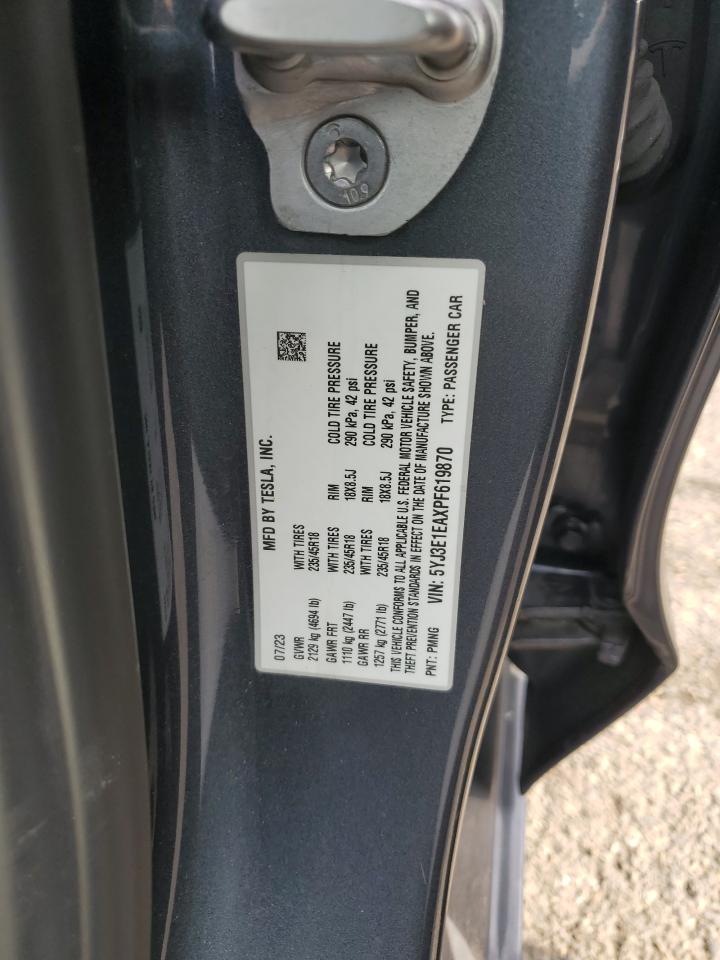 10.9
07/23 MFD BY TESLA, INC.
GVWR WITH TIRES RIM COLD TIRE PRESSURE
2129 kg (4694 lb) 235/45R18 18X8.5J 290 kPa, 42 psi
GAWR FRT WITH TIRES RIM COLD TIRE PRESSURE
1110 kg (2447 lb) 235/45R18 18X8.5J 290 kPa, 42 psi
GAWR RR WITH TIRES
1257 kg (2771 lb) 235/45R18
THIS VEHICLE CONFORMS TO ALL APPLICABLE U.S. FEDERAL MOTOR VEHICLE SAFETY, BUMPER, AND
THEFT PREVENTION STANDARDS IN EFFECT ON THE DATE OF MANUFACTURE SHOWN ABOVE.
PNT: PMNG VIN: 5YJ3E1EAXPF619870 TYPE: PASSENGER CAR